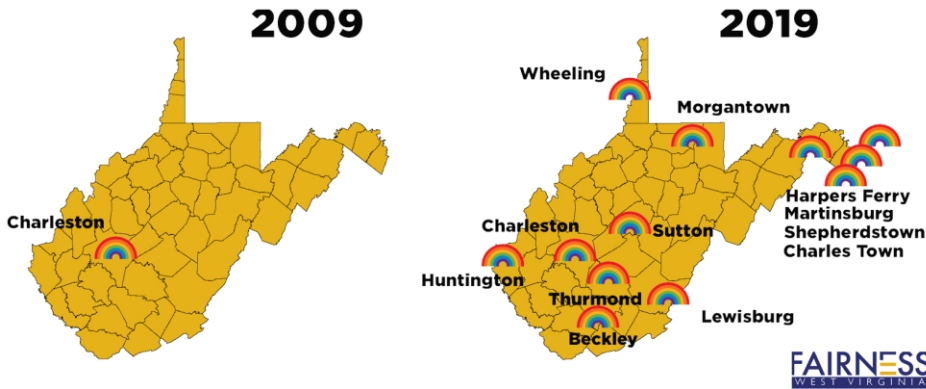 2009
Charleston
2019
Wheeling
Morgantown
Harpers Ferry
Martinsburg
Shepherdstown
Charles Town
Charleston
Sutton
Huntington
Thurmond
Lewisburg
Beckley
FAIRNESS
WEST VIRGINIA